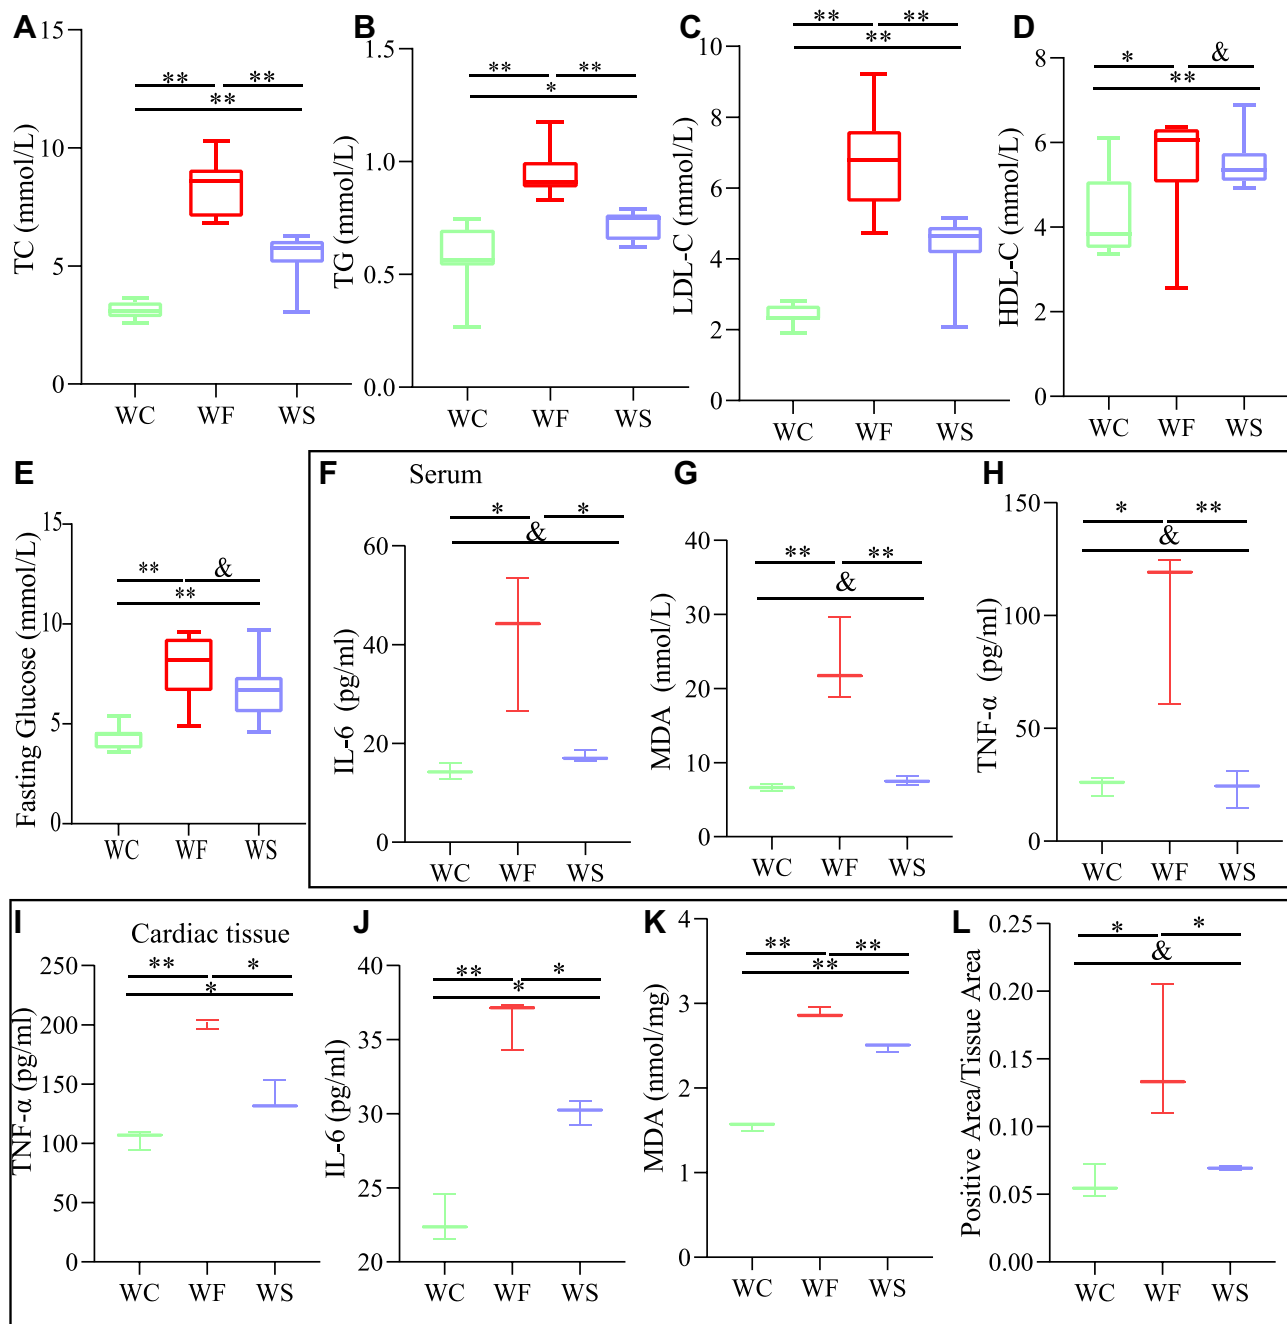 A
TC (mmol/L)
15
10
5
0
**
**
**
WC WF WS
B
TG (mmol/L)
1.5
1.0
0.5
0.0
**
**
*
WC WF WS
C
LDL-C (mmol/L)
10
8
6
4
2
0
**
**
**
WC WF WS
D
HDL-C (mmol/L)
8
6
4
2
0
*
&
**
WC WF WS
E
Fasting Glucose (mmol/L)
15
10
5
0
**
&
**
WC WF WS
F
Serum
IL-6 (pg/ml)
60
40
20
0
*
*
&
WC WF WS
G
MDA (nmol/L)
40
30
20
10
0
**
**
&
WC WF WS
H
TNF-α (pg/ml)
150
100
50
0
*
**
&
WC WF WS
I
Cardiac tissue
TNF-α (pg/ml)
250
200
150
100
50
0
**
*
*
WC WF WS
J
IL-6 (pg/ml)
40
35
30
25
20
**
*
*
WC WF WS
K
MDA (nmol/mg)
4
3
2
1
0
**
**
**
WC WF WS
L
Positive Area/Tissue Area
0.25
0.20
0.15
0.10
0.05
0.00
*
*
&
WC WF WS